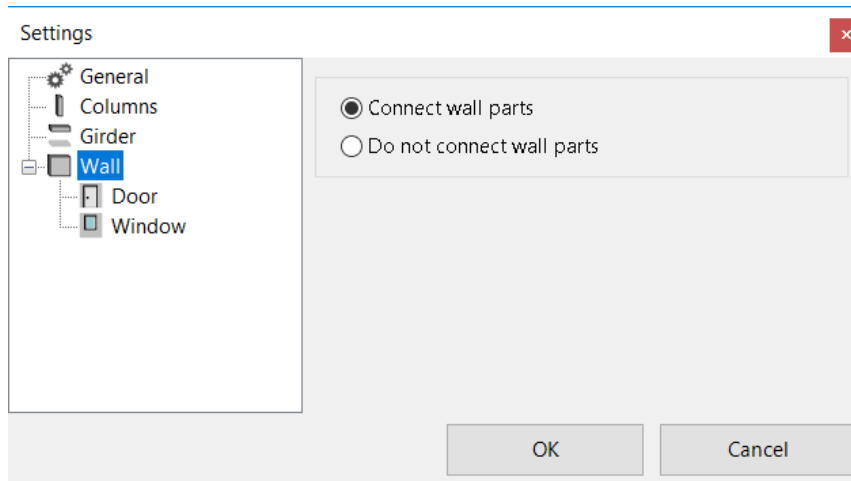 Settings
General
Columns
Girder
Wall
Door
Window
Connect wall parts
Do not connect wall parts
OK
Cancel